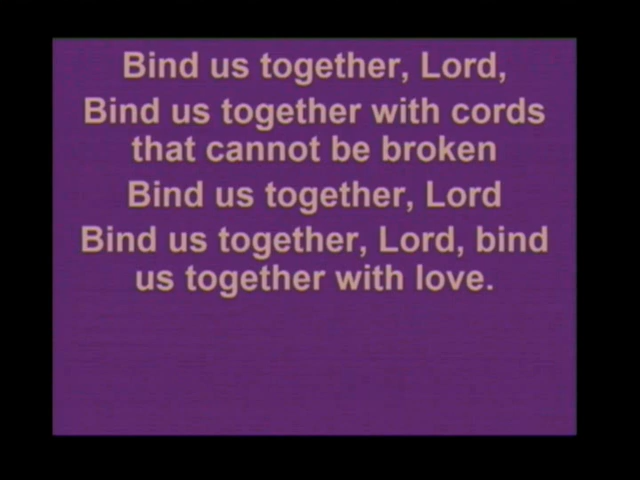 Bind us together, Lord,
Bind us together with cords
that cannot be broken
Bind us together, Lord
Bind us together, Lord, bind
us together with love.